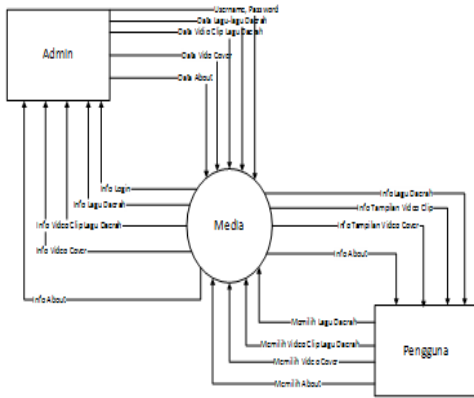 Username, Password
Data Lagu-lagu Daerah
Data Vidio Clip Lagu Daerah
Admin
Data Vido Cover
Data About
Info Login
Info Lagu Daerah
Info Video Clip Lagu Daerah
Info Video Cover
Info About
Media
Info Lagu Daerah
Info Tampilan Video Clip
Info Tampilan Video Cover
Info About
Memilih Lagu Daerah
Memilih Video Clip Lagu Daerah
Memilih Video Cover
Memilih About
Pengguna